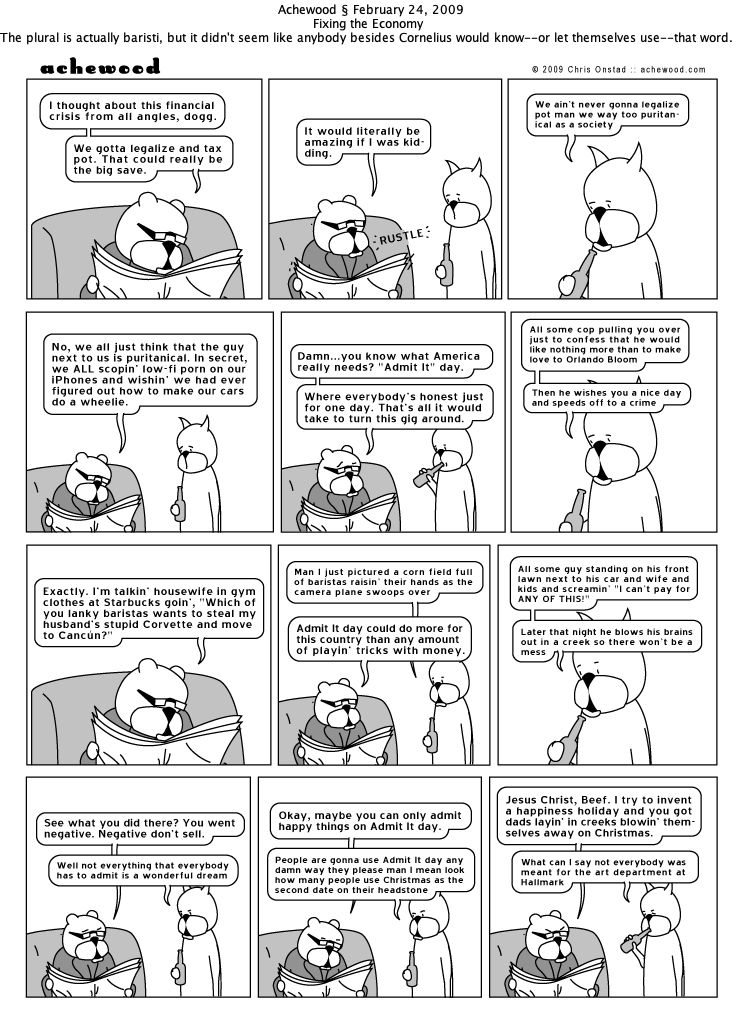 Achewood § February 24, 2009
Fixing the Economy
The plural is actually baristi, but it didn't seem like anybody besides Cornelius would know--or let themselves use--that word.
achewood
© 2009 Chris Onstad :: achewood.com
I thought about this financial
crisis from all angles, dogg.
We gotta legalize and tax
pot. That could really be
the big save.
It would literally be
amazing if I was kid-
ding.
RUSTLE
We ain't never gonna legalize
pot man we way too puritan-
ical as a society
No, we all just think that the guy
next to us is puritanical. In secret,
we ALL scopin' low-fi porn on our
iPhones and wishin' we had ever
figured out how to make our cars
do a wheelie.
Damn...you know what America
really needs? "Admit It" day.
Where everybody's honest just
for one day. That's all it would
take to turn this gig around.
All some cop pulling you over
just to confess that he would
like nothing more than to make
love to Orlando Bloom
Then he wishes you a nice day
and speeds off to a crime
Exactly. I'm talkin' housewife in gym
clothes at Starbucks goin', "Which of
you lanky baristas wants to steal my
husband's stupid Corvette and move
to Cancún?"
Man I just pictured a corn field full
of baristas raisin' their hands as the
camera plane swoops over
Admit It day could do more for
this country than any amount
of playin' tricks with money.
All some guy standing on his front
lawn next to his car and wife and
kids and screamin' "I can't pay for
ANY OF THIS!"
Later that night he blows his brains
out in a creek so there won't be a
mess
See what you did there? You went
negative. Negative don't sell.
Well not everything that everybody
has to admit is a wonderful dream
Okay, maybe you can only admit
happy things on Admit It day.
People are gonna use Admit It day any
damn way they please man I mean look
how many people use Christmas as the
second date on their headstone
Jesus Christ, Beef. I try to invent
a happiness holiday and you got
dads layin' in creeks blowin' them-
selves away on Christmas.
What can I say not everybody was
meant for the art department at
Hallmark